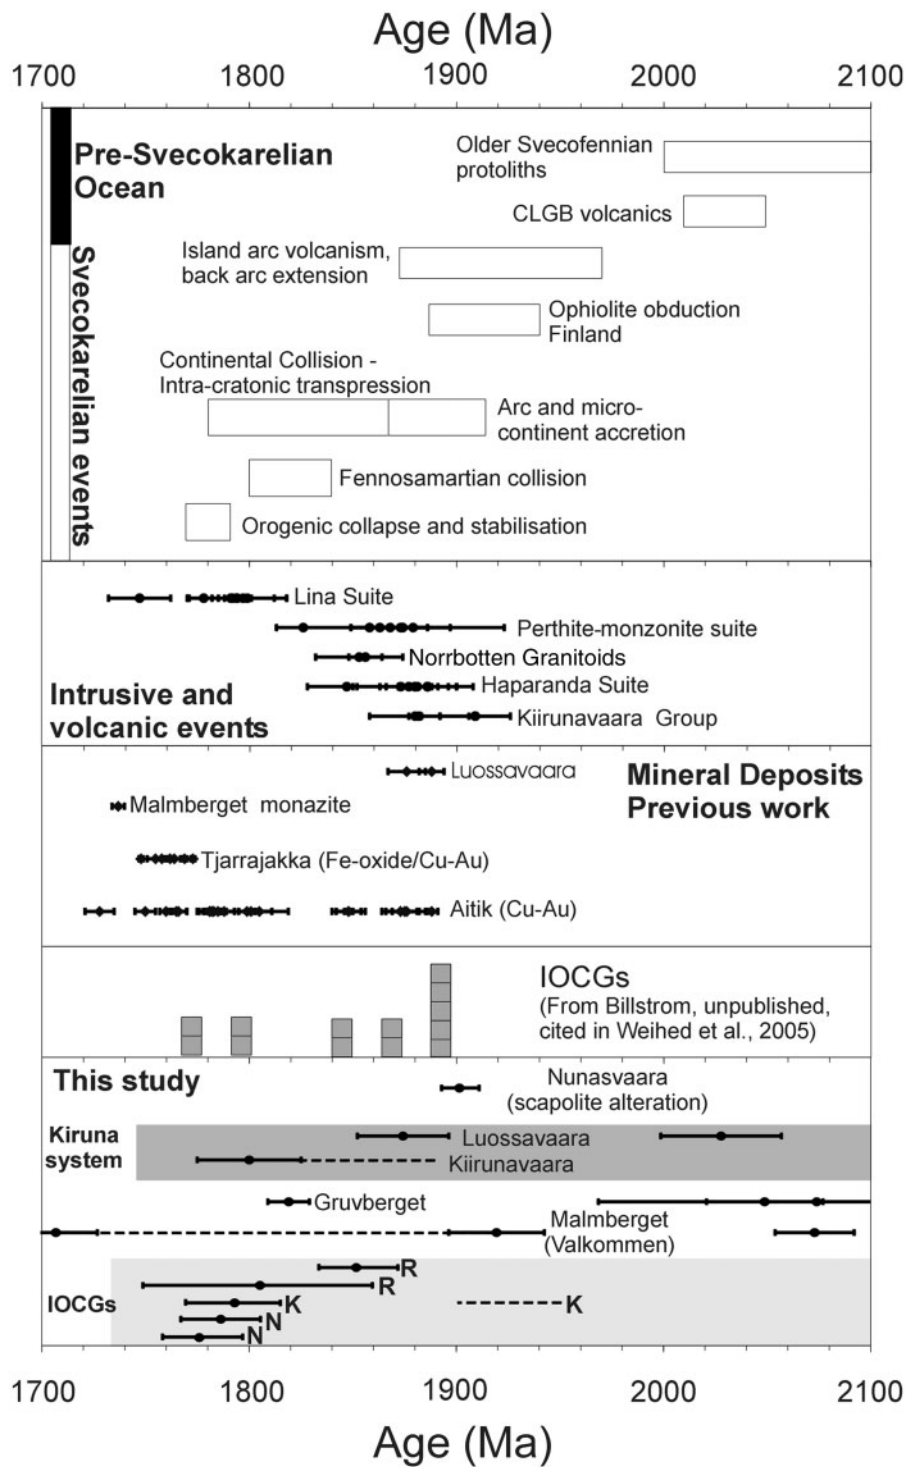 Age (Ma)
1700 1800 1900 2000 2100
Pre-Svecokarelian
Ocean
Older Svecofennian
protoliths
CLGB volcanics
Svecokarelian events
Island arc volcanism,
back arc extension
Ophiolite obduction
Finland
Continental Collision -
Intra-cratonic transpression
Arc and micro-
continent accretion
Fennosamartian collision
Orogenic collapse and stabilisation
Lina Suite
Perthite-monzonite suite
Norrbotten Granitoids
Haparanda Suite
Kiirunavaara Group
Intrusive and
volcanic events
Luossavaara
Mineral Deposits
Previous work
Malmberget monazite
Tjarrajakka (Fe-oxide/Cu-Au)
Aitik (Cu-Au)
IOCGs
(From Billstrom, unpublished,
cited in Weihed et al., 2005)
This study
Nunasvaara
(scapolite alteration)
Kiruna
system
Luossavaara
Kiirunavaara
Gruvberget
Malmberget
(Valkommen)
IOCGs
R
R
K
K
N
N
1700 1800 1900 2000 2100
Age (Ma)